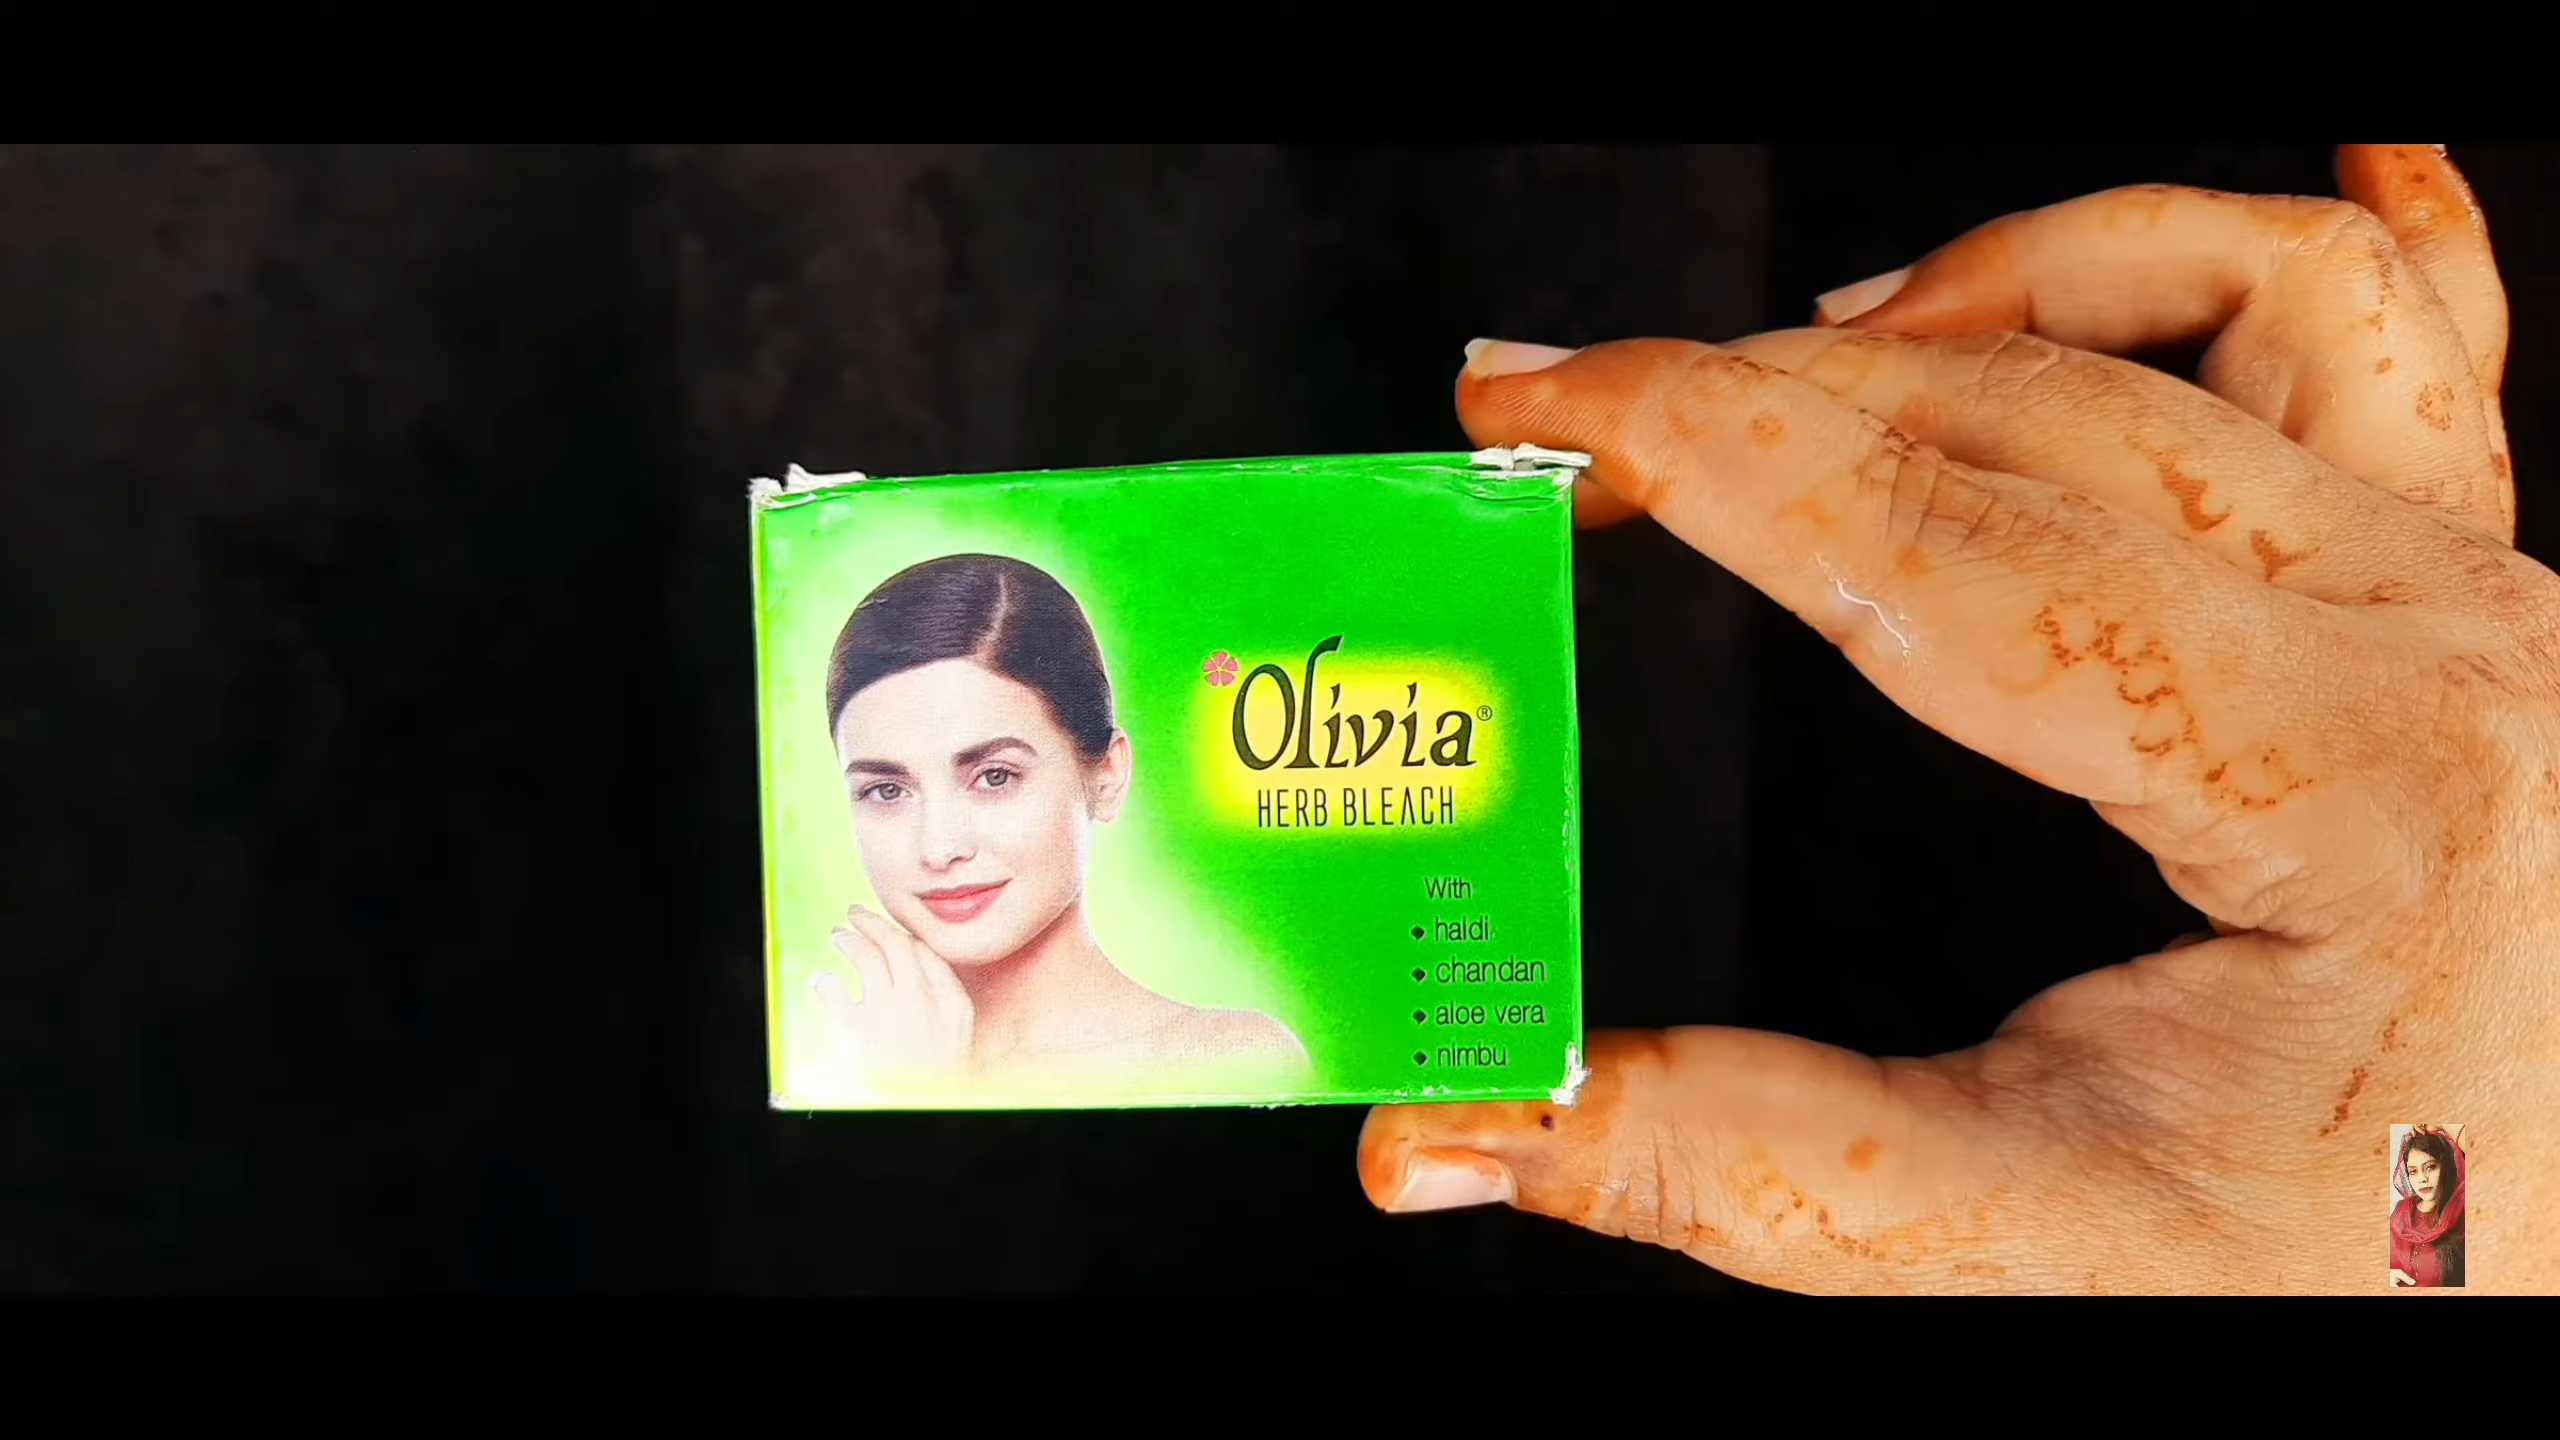 Olivia®
HERB BLEACH
With
◆ haldi
◆ chandan
◆ aloe vera
◆ nimbu